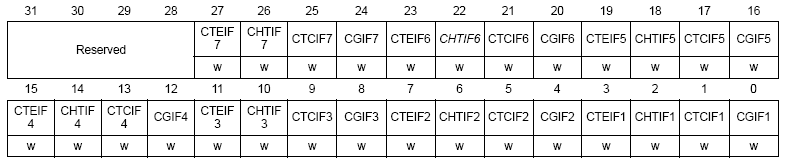 31 30 29 28 27 26 25 24 23 22 21 20 19 18 17 16
Reserved CTEIF7 CHTIF7 CTCIF7 CGIF7 CTEIF6 CHTIF6 CTCIF6 CGIF6 CTEIF5 CHTIF5 CTCIF5 CGIF5
w w w w w w w w w w w w
15 14 13 12 11 10 9 8 7 6 5 4 3 2 1 0
CTEIF4 CHTIF4 CTCIF4 CGIF4 CTEIF3 CHTIF3 CTCIF3 CGIF3 CTEIF2 CHTIF2 CTCIF2 CGIF2 CTEIF1 CHTIF1 CTCIF1 CGIF1
w w w w w w w w w w w w w w w w